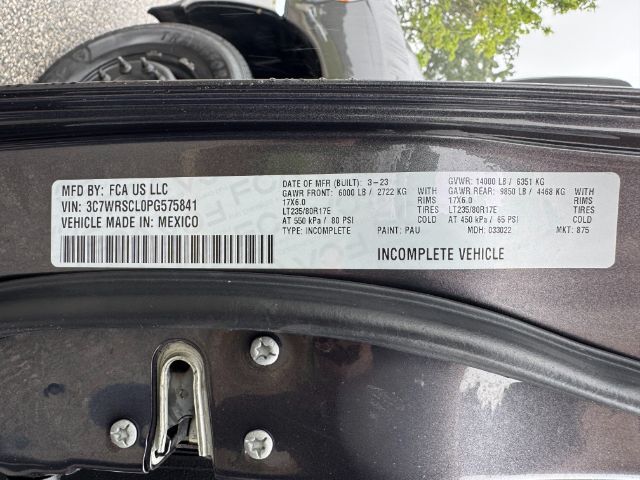 MFD BY: FCA US LLC
VIN: 3C7WRSCL0PG575841
VEHICLE MADE IN: MEXICO
DATE OF MFR (BUILT): 3-23
GVWR: 14000 LB / 6351 KG
GAWR FRONT: 6000 LB / 2722 KG WITH
17X6.0 RIMS
LT235/80R17E TIRES
AT 550 kPa / 80 PSI COLD
GAWR REAR: 9850 LB / 4468 KG WITH
17X6.0 RIMS
LT235/80R17E TIRES
AT 450 kPa / 65 PSI COLD
TYPE: INCOMPLETE PAINT: PAU MDH: 033022 MKT: 875
INCOMPLETE VEHICLE